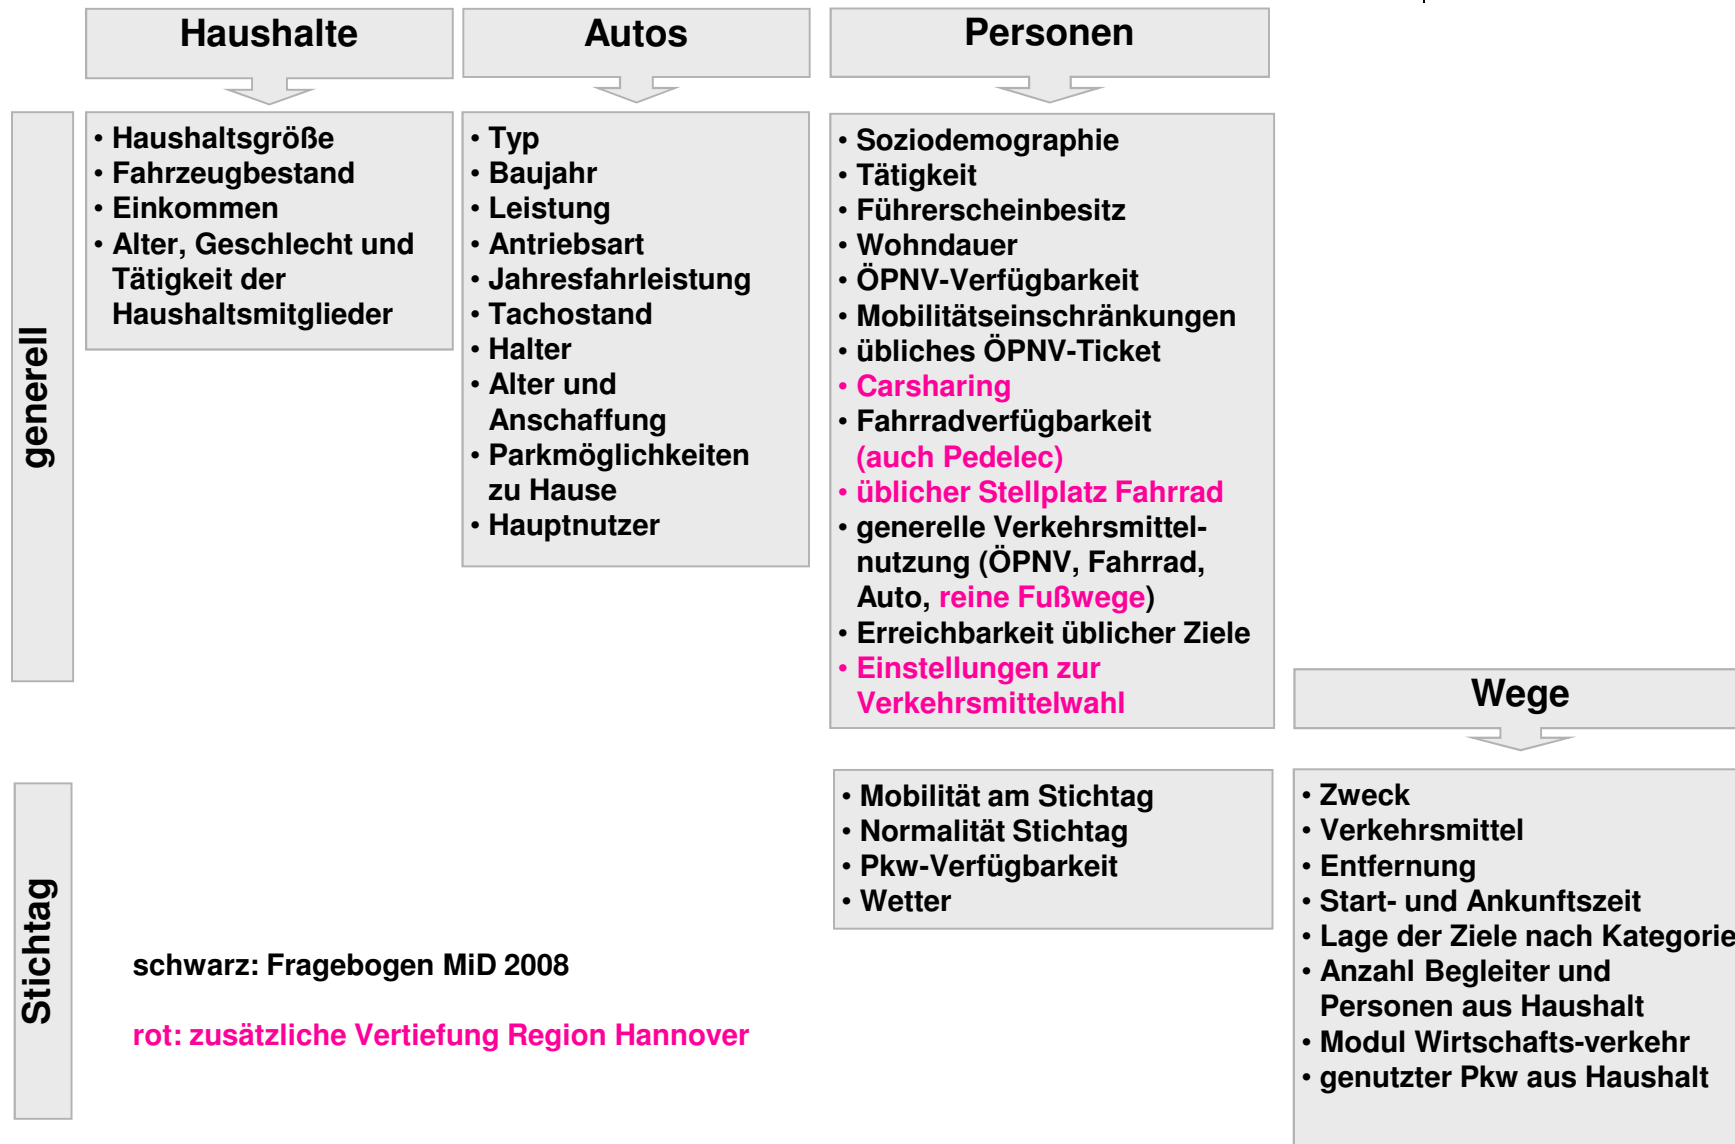 Haushalte
Autos
Personen
generell
• Haushaltsgröße
• Fahrzeugbestand
• Einkommen
• Alter, Geschlecht und
Tätigkeit der
Haushaltsmitglieder
• Typ
• Baujahr
• Leistung
• Antriebsart
• Jahresfahrleistung
• Tachostand
• Halter
• Alter und
Anschaffung
• Parkmöglichkeiten
zu Hause
• Hauptnutzer
• Soziodemographie
• Tätigkeit
• Führerscheinbesitz
• Wohndauer
• ÖPNV-Verfügbarkeit
• Mobilitätseinschränkungen
• übliches ÖPNV-Ticket
• Carsharing
• Fahrradverfügbarkeit
(auch Pedelec)
• üblicher Stellplatz Fahrrad
• generelle Verkehrsmittel-
nutzung (ÖPNV, Fahrrad,
Auto, reine Fußwege)
• Erreichbarkeit üblicher Ziele
• Einstellungen zur
Verkehrsmittelwahl
Wege
Stichtag
• Mobilität am Stichtag
• Normalität Stichtag
• Pkw-Verfügbarkeit
• Wetter
• Zweck
• Verkehrsmittel
• Entfernung
• Start- und Ankunftszeit
• Lage der Ziele nach Kategorie
• Anzahl Begleiter und
Personen aus Haushalt
• Modul Wirtschafts-verkehr
• genutzter Pkw aus Haushalt
schwarz: Fragebogen MiD 2008
rot: zusätzliche Vertiefung Region Hannover